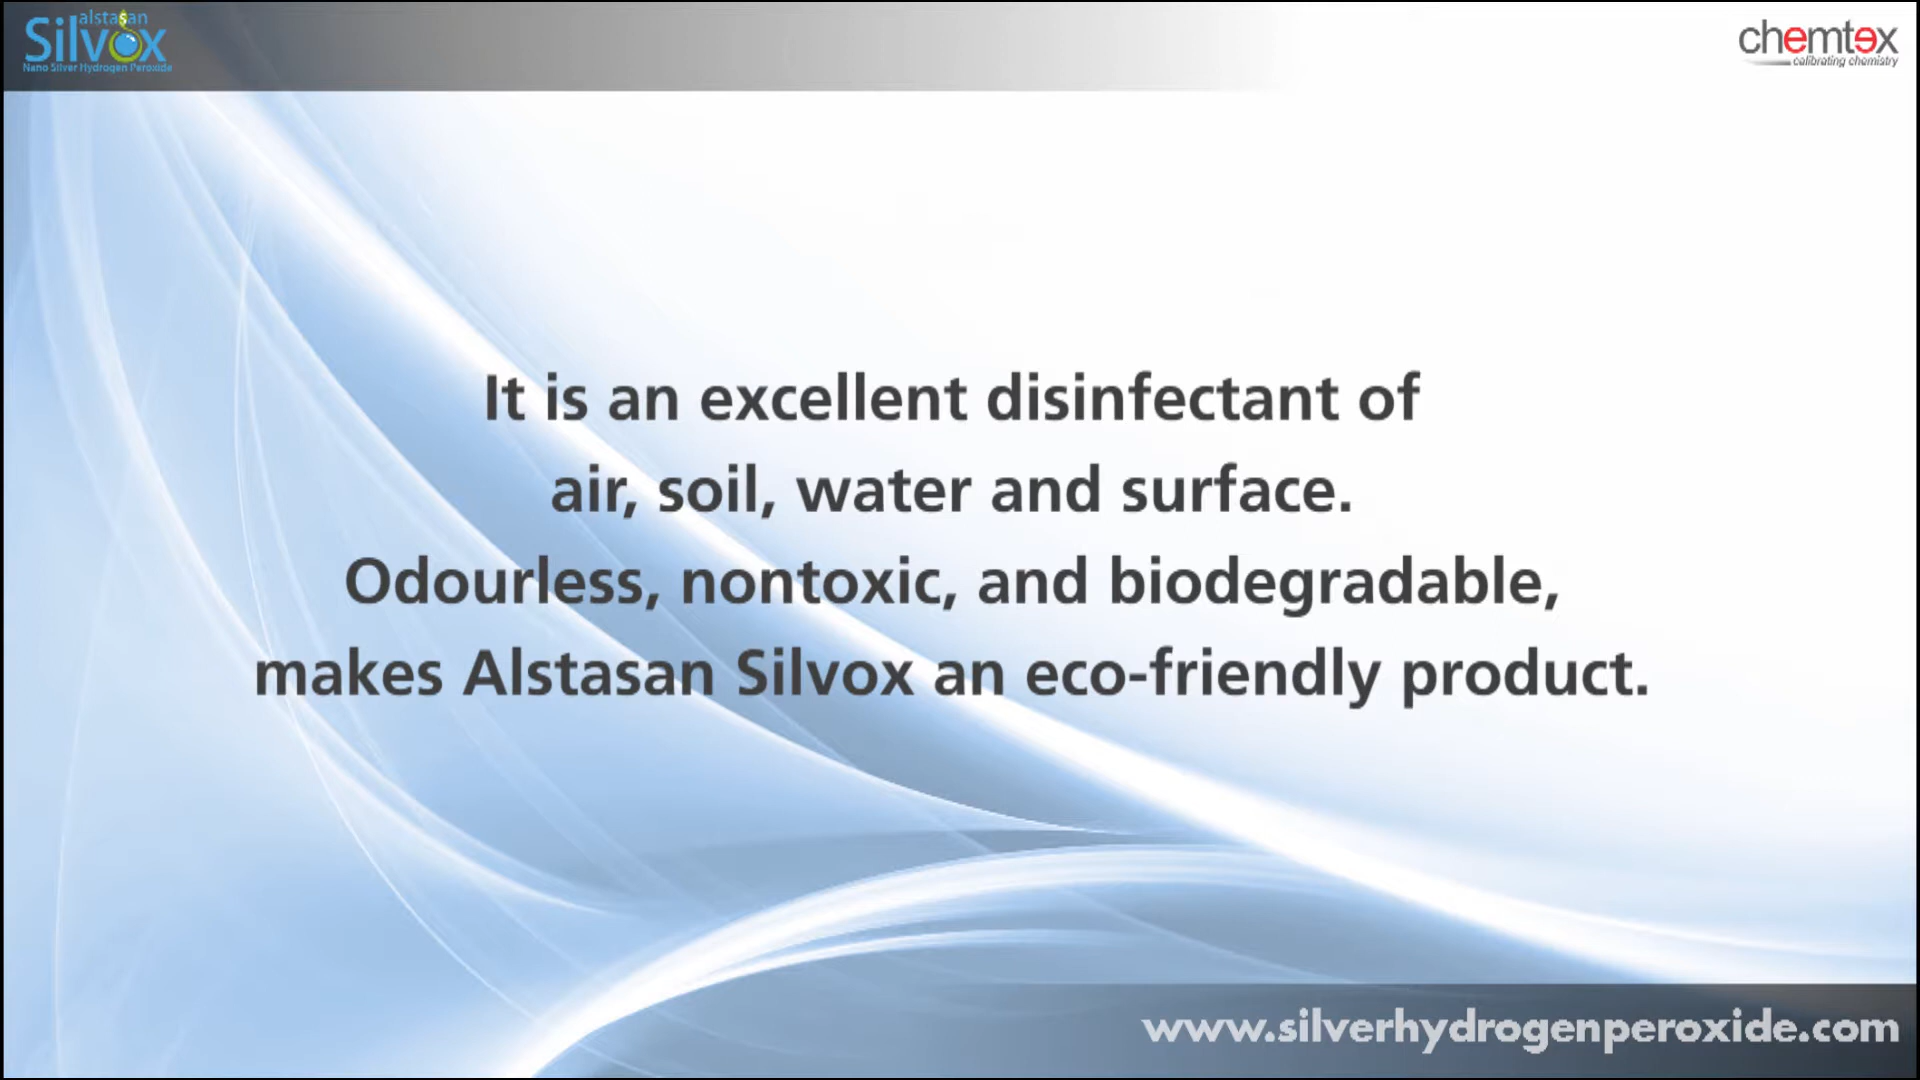 alstasan
Silvox
Nano Silver Hydrogen Peroxide
chemtex
calibrating chemistry
It is an excellent disinfectant of
air, soil, water and surface.
Odourless, nontoxic, and biodegradable,
makes Alstasan Silvox an eco-friendly product.
www.silverhydrogenperoxide.com